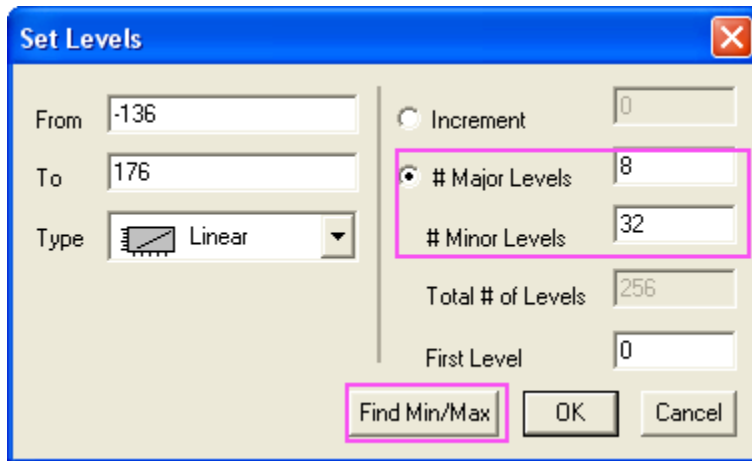 Set Levels
From -136
To 176
Type Linear
Increment 0
# Major Levels 8
# Minor Levels 32
Total # of Levels 256
First Level 0
Find Min/Max OK Cancel